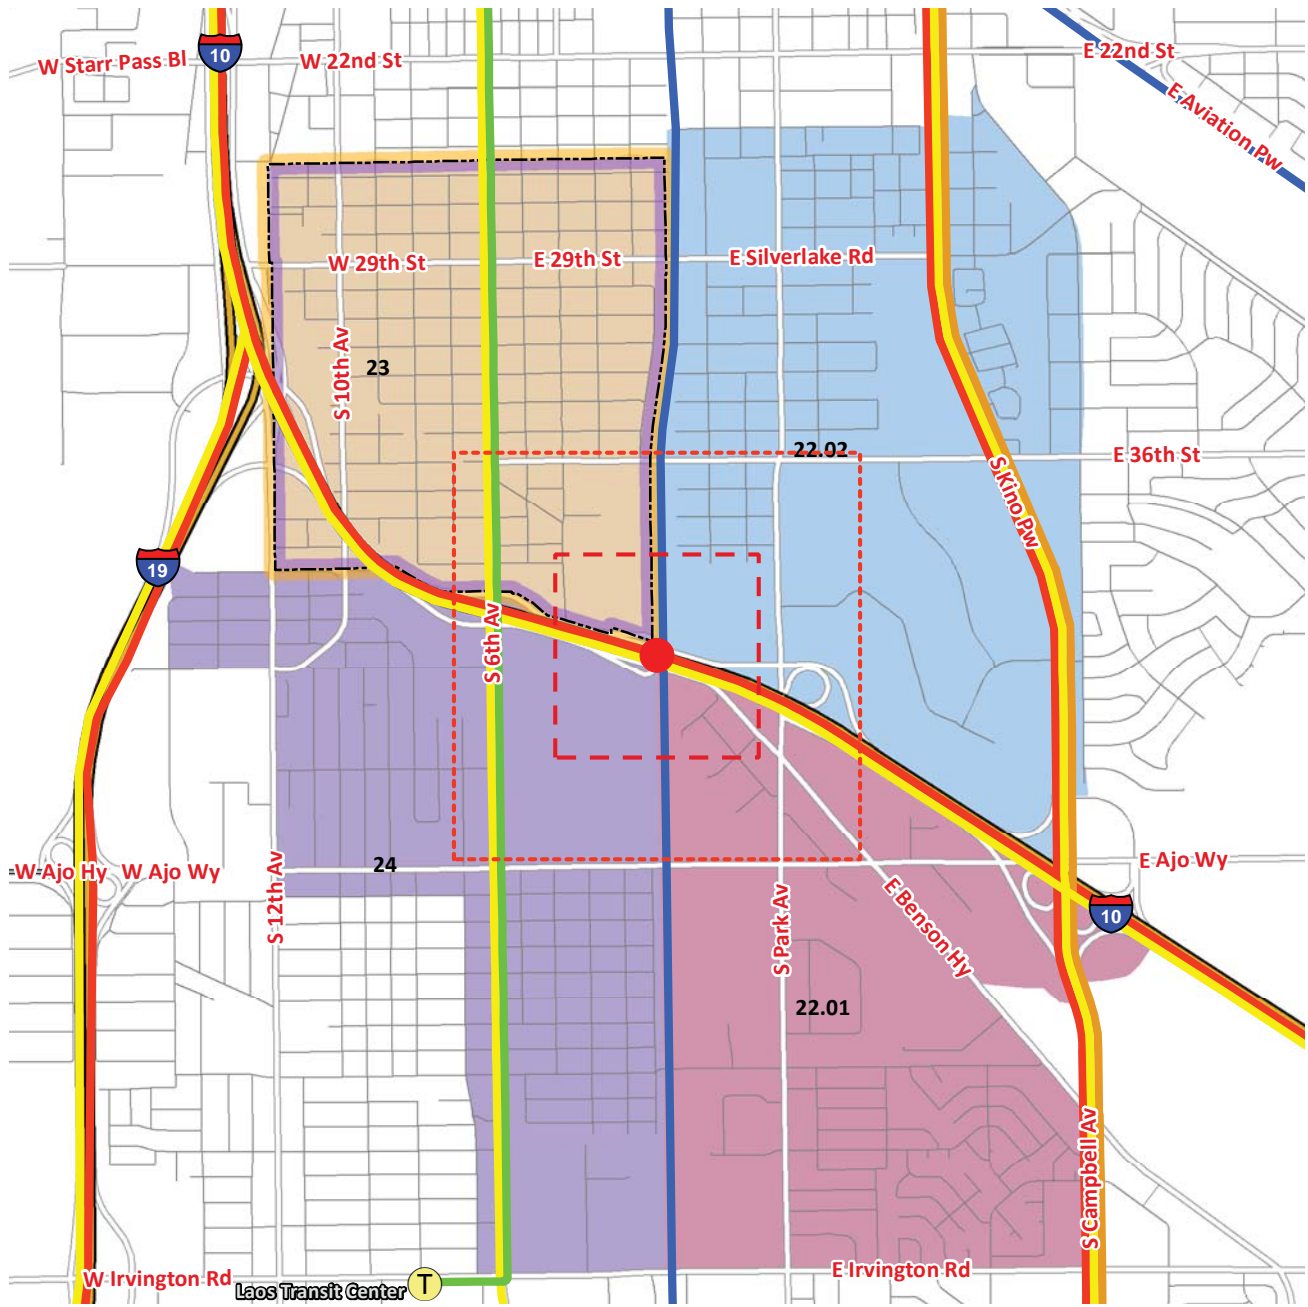 W Starr Pass Bl
10
W 22nd St
E 22nd St
E Aviation Pw
W 29th St
E 29th St
E Silverlake Rd
S 10th Av
23
22.02
E 36th St
S Kino Pw
19
S 6th Av
W Ajo Hy
W Ajo Wy
24
E Ajo Wy
S 12th Av
S Park Av
E Benson Hy
10
22.01
S Campbell Av
W Irvington Rd
E Irvington Rd
Laos Transit Center
T